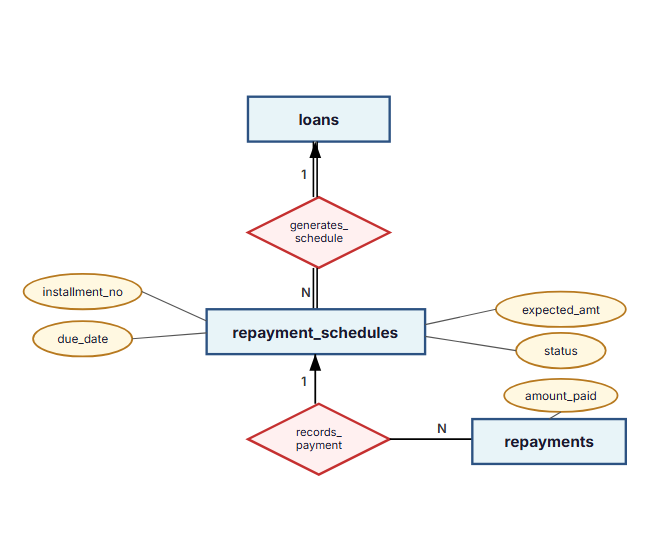 loans
1
generates_
schedule
N
installment_no
expected_amt
due_date
repayment_schedules
status
1
amount_paid
records_
payment
N
repayments